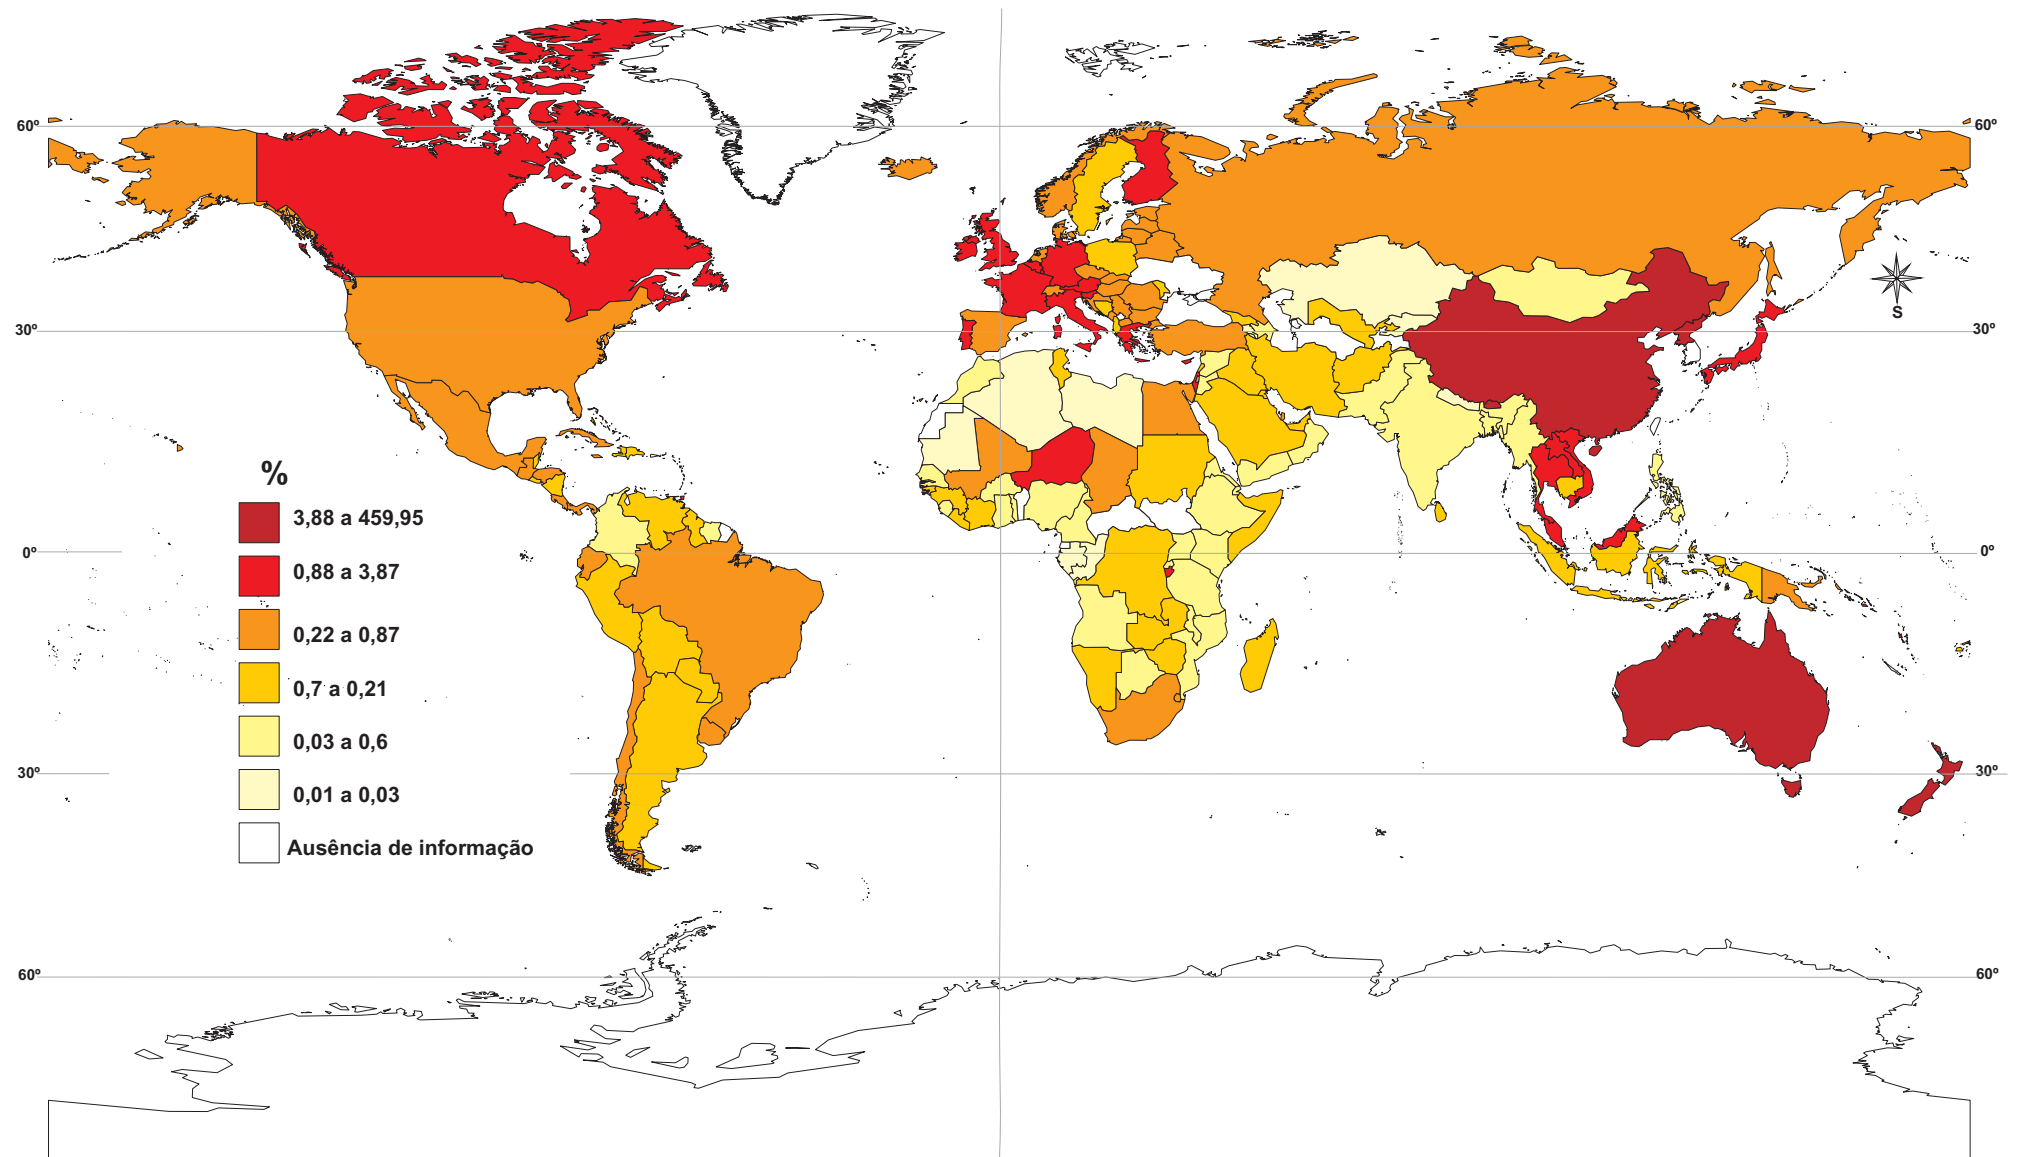 60º 60º
S
30º 30º
%
3,88 a 459,95
0º 0º
0,88 a 3,87
0,22 a 0,87
0,7 a 0,21
0,03 a 0,6
30º 30º
0,01 a 0,03
Ausência de informação
60º 60º